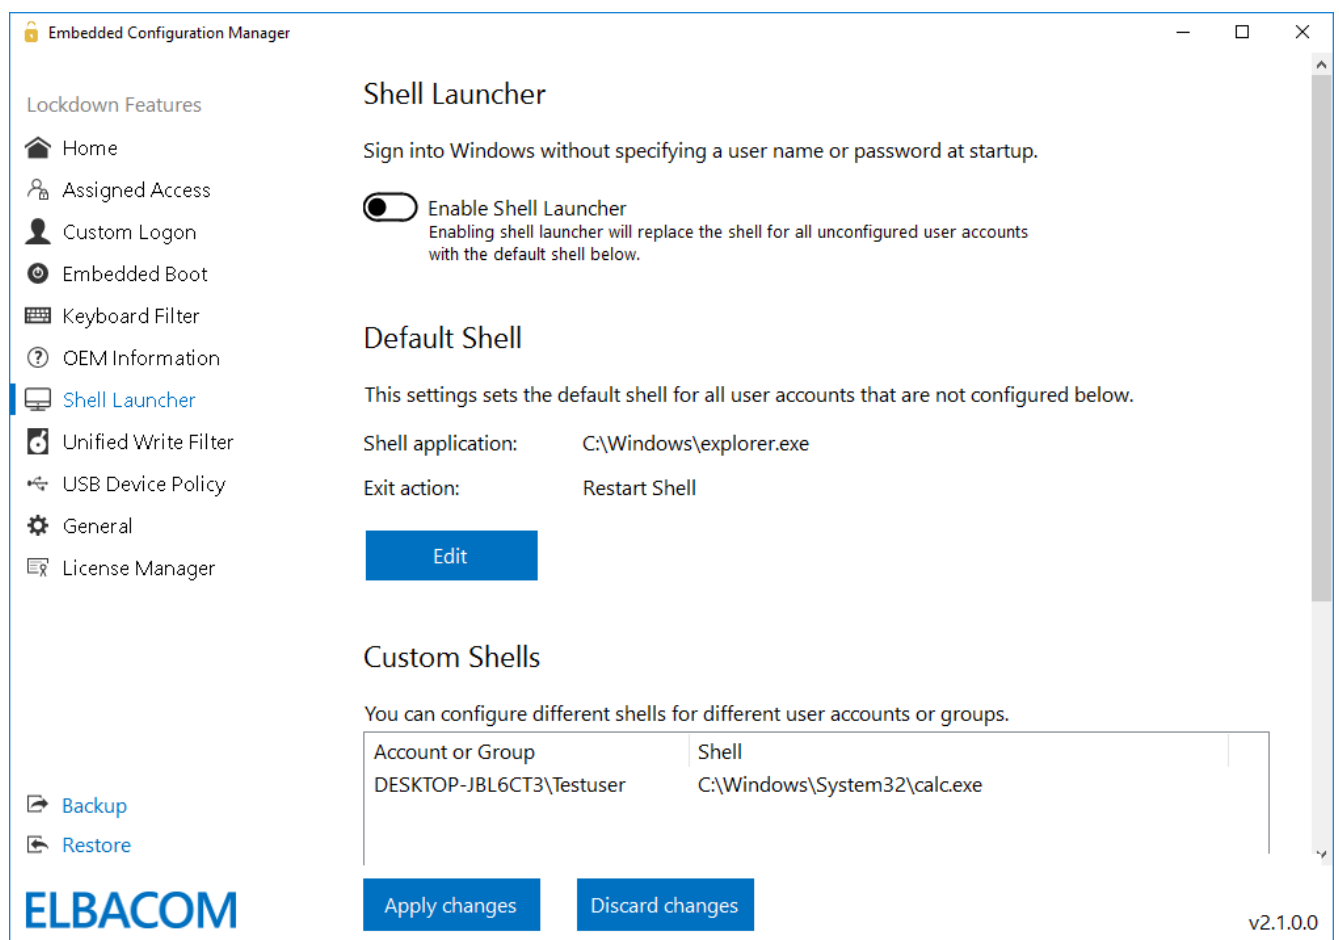 Embedded Configuration Manager
Lockdown Features
Home
Assigned Access
Custom Logon
Embedded Boot
Keyboard Filter
OEM Information
Shell Launcher
Unified Write Filter
USB Device Policy
General
License Manager
Backup
Restore
ELBACOM
Shell Launcher
Sign into Windows without specifying a user name or password at startup.
Enable Shell Launcher
Enabling shell launcher will replace the shell for all unconfigured user accounts
with the default shell below.
Default Shell
This settings sets the default shell for all user accounts that are not configured below.
Shell application: C:\Windows\explorer.exe
Exit action: Restart Shell
Edit
Custom Shells
You can configure different shells for different user accounts or groups.
Account or Group Shell
DESKTOP-JBL6CT3\Testuser C:\Windows\System32\calc.exe
Apply changes Discard changes
v2.1.0.0